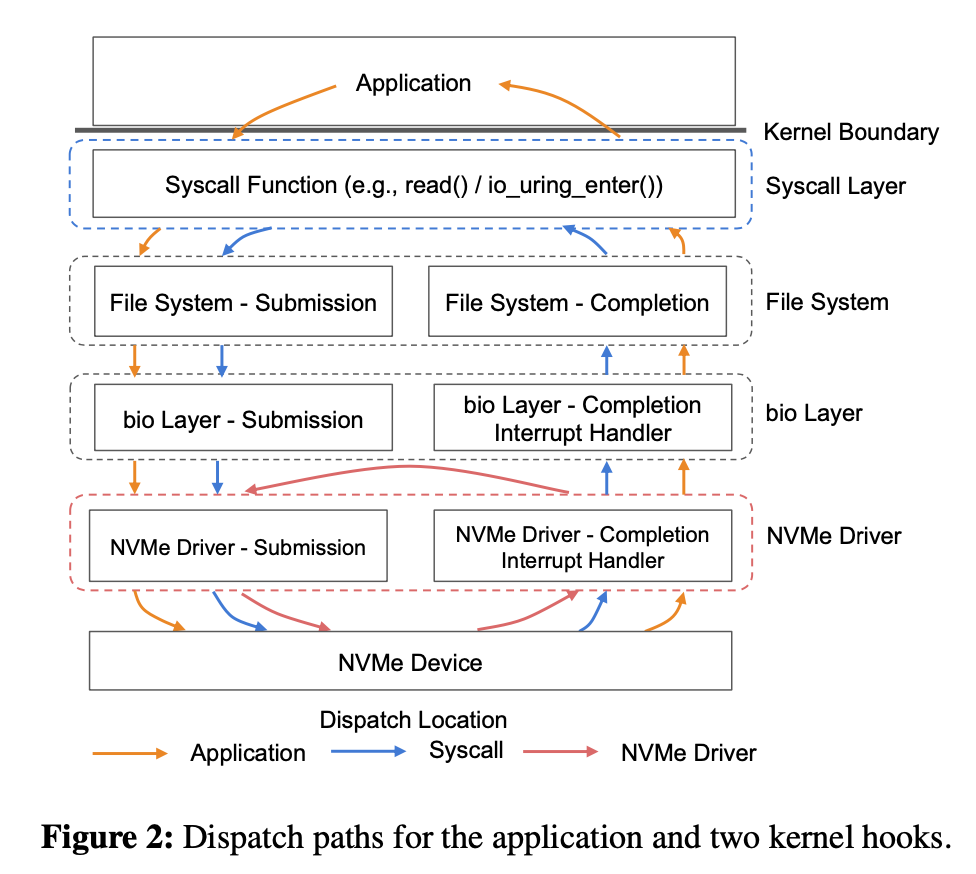 Application
Kernel Boundary
Syscall Function (e.g., read() / io_uring_enter())
Syscall Layer
File System - Submission
File System - Completion
File System
bio Layer - Submission
bio Layer - Completion
Interrupt Handler
bio Layer
NVMe Driver - Submission
NVMe Driver - Completion
Interrupt Handler
NVMe Driver
NVMe Device
Dispatch Location
Application
Syscall
NVMe Driver
Figure 2: Dispatch paths for the application and two kernel hooks.